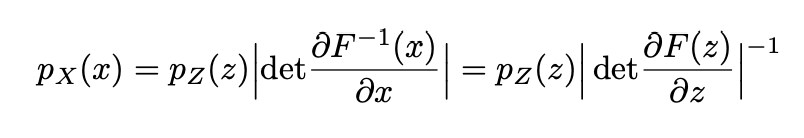 p_X(x) = p_Z(z)|det ∂F⁻¹(x)/∂x| = p_Z(z)| det ∂F(z)/∂z|⁻¹